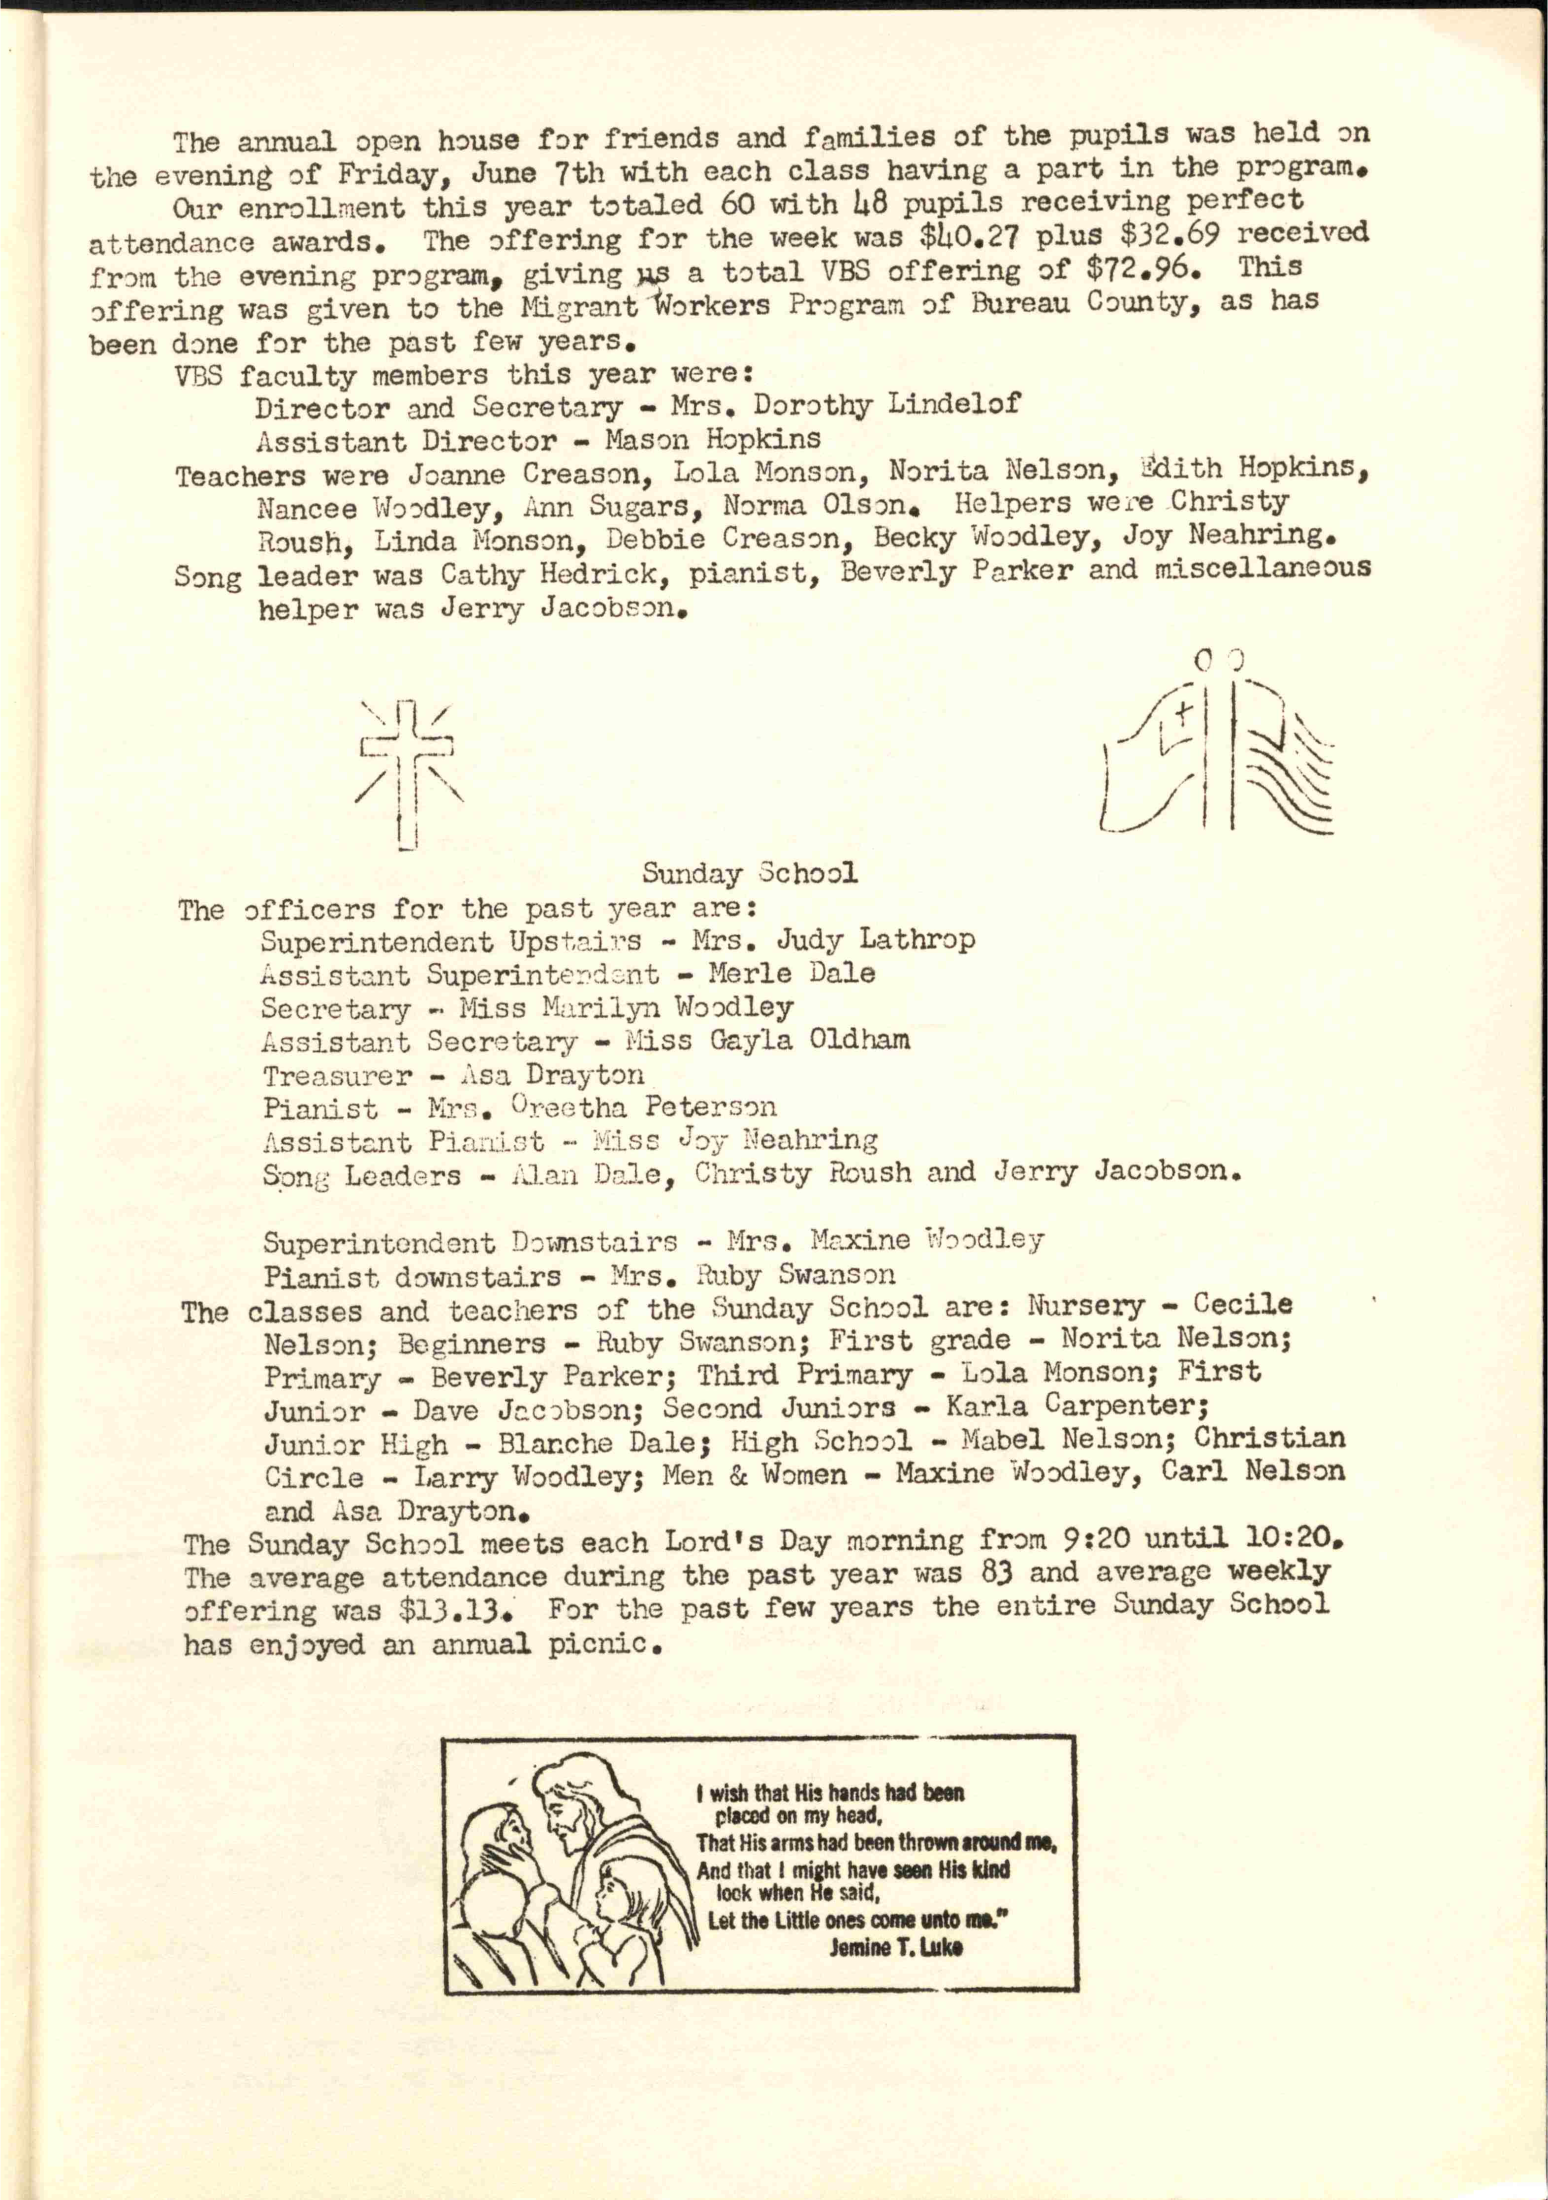 The annual open house for friends and families of the pupils was held on
the evening of Friday, June 7th with each class having a part in the program.
Our enrollment this year totaled 60 with 48 pupils receiving perfect
attendance awards. The offering for the week was $40.27 plus $32.69 received
from the evening program, giving us a total VBS offering of $72.96. This
offering was given to the Migrant Workers Program of Bureau County, as has
been done for the past few years.
VBS faculty members this year were:
Director and Secretary - Mrs. Dorothy Lindelof
Assistant Director - Mason Hopkins
Teachers were Joanne Creason, Lola Monson, Norita Nelson, Edith Hopkins,
Nancee Woodley, Ann Sugars, Norma Olson. Helpers were Christy
Roush, Linda Monson, Debbie Creason, Becky Woodley, Joy Neahring.
Song leader was Cathy Hedrick, pianist, Beverly Parker and miscellaneous
helper was Jerry Jacobson.
Sunday School
The officers for the past year are:
Superintendent Upstairs - Mrs. Judy Lathrop
Assistant Superintendent - Merle Dale
Secretary - Miss Marilyn Woodley
Assistant Secretary - Miss Gayla Oldham
Treasurer - Asa Drayton
Pianist - Mrs. Oreetha Peterson
Assistant Pianist - Miss Joy Neahring
Song Leaders - Alan Dale, Christy Roush and Jerry Jacobson.
Superintendent Downstairs - Mrs. Maxine Woodley
Pianist downstairs - Mrs. Ruby Swanson
The classes and teachers of the Sunday School are: Nursery - Cecile
Nelson; Beginners - Ruby Swanson; First grade - Norita Nelson;
Primary - Beverly Parker; Third Primary - Lola Monson; First
Junior - Dave Jacobson; Second Juniors - Karla Carpenter;
Junior High - Blanche Dale; High School - Mabel Nelson; Christian
Circle - Larry Woodley; Men & Women - Maxine Woodley, Carl Nelson
and Asa Drayton.
The Sunday School meets each Lord's Day morning from 9:20 until 10:20.
The average attendance during the past year was 83 and average weekly
offering was $13.13. For the past few years the entire Sunday School
has enjoyed an annual picnic.
I wish that His hands had been
placed on my head,
That His arms had been thrown around me,
And that I might have seen His kind
look when He said,
Let the Little ones come unto me."
Jemine T. Luke